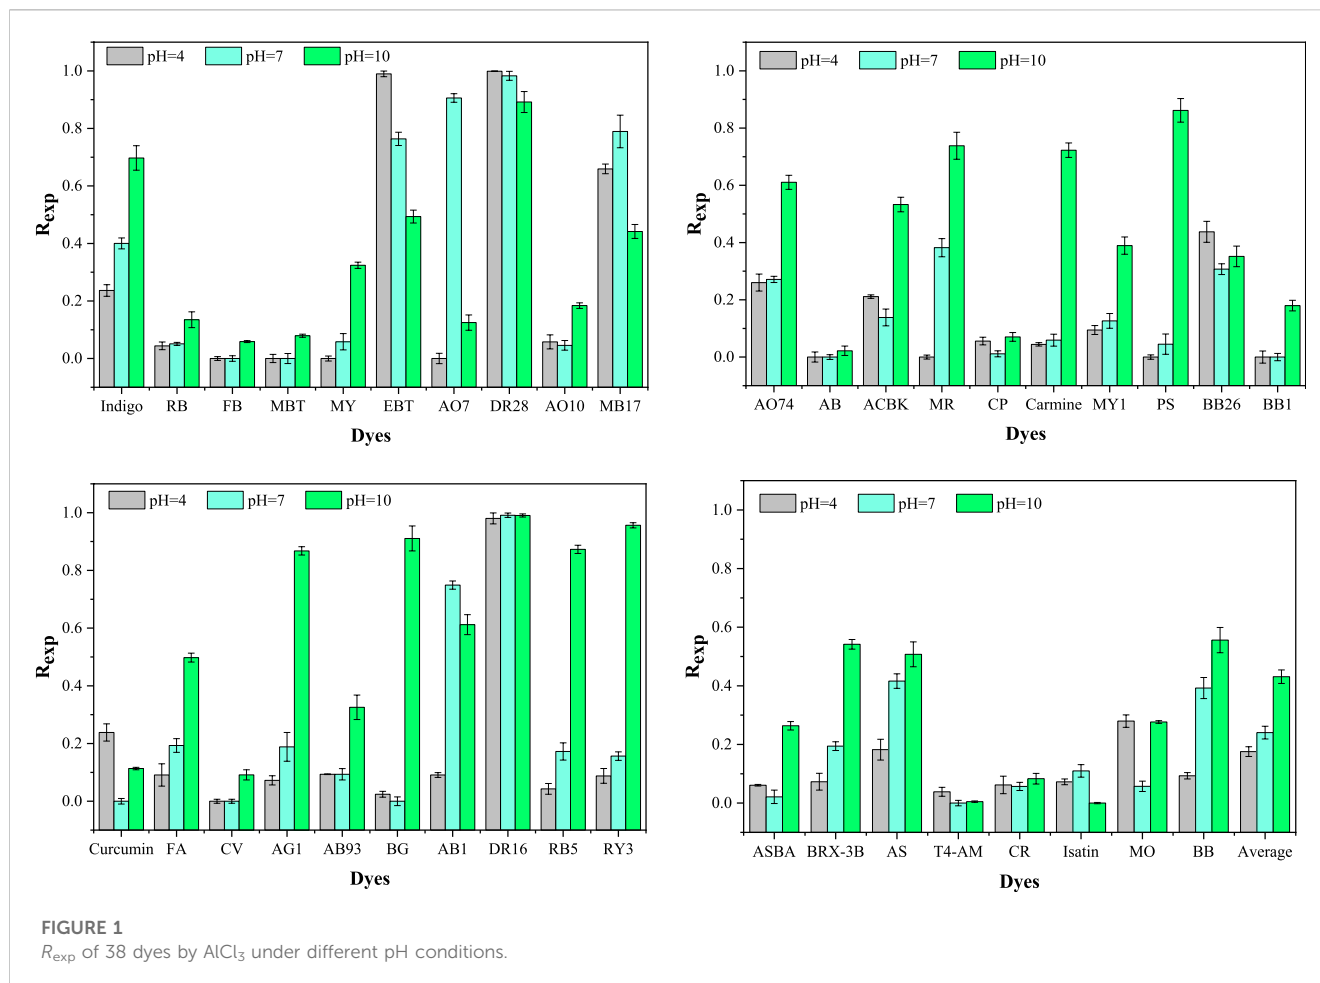 pH=4 pH=7 pH=10
1.0
0.8
0.6
0.4
0.2
0.0
Rexp
Indigo RB FB MBT MY EBT AO7 DR28 AO10 MB17
Dyes
pH=4 pH=7 pH=10
1.0
0.8
0.6
0.4
0.2
0.0
Rexp
AO74 AB ACBK MR CP Carmine MY1 PS BB26 BB1
Dyes
pH=4 pH=7 pH=10
1.0
0.8
0.6
0.4
0.2
0.0
Rexp
Curcumin FA CV AG1 AB93 BG AB1 DR16 RB5 RY3
Dyes
pH=4 pH=7 pH=10
1.0
0.8
0.6
0.4
0.2
0.0
Rexp
ASBA BRX-3B AS T4-AM CR Isatin MO BB Average
Dyes
FIGURE 1
Rexp of 38 dyes by AlCl3 under different pH conditions.